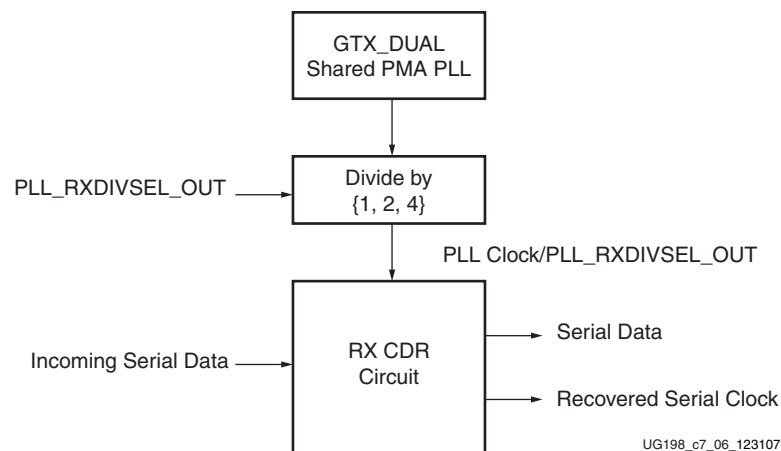 GTX_DUAL
Shared PMA PLL
PLL_RXDIVSEL_OUT
Divide by
{1, 2, 4}
PLL Clock/PLL_RXDIVSEL_OUT
Incoming Serial Data
RX CDR
Circuit
Serial Data
Recovered Serial Clock
UG198_c7_06_123107